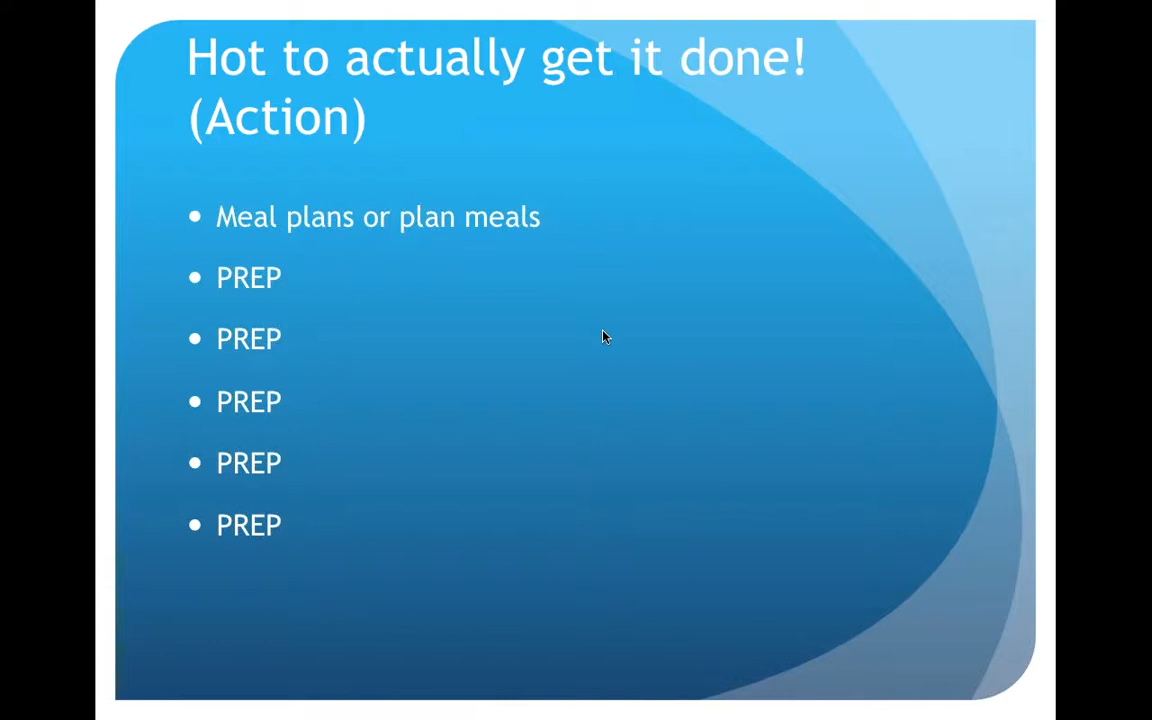 Hot to actually get it done!
(Action)
• Meal plans or plan meals
• PREP
• PREP
• PREP
• PREP
• PREP